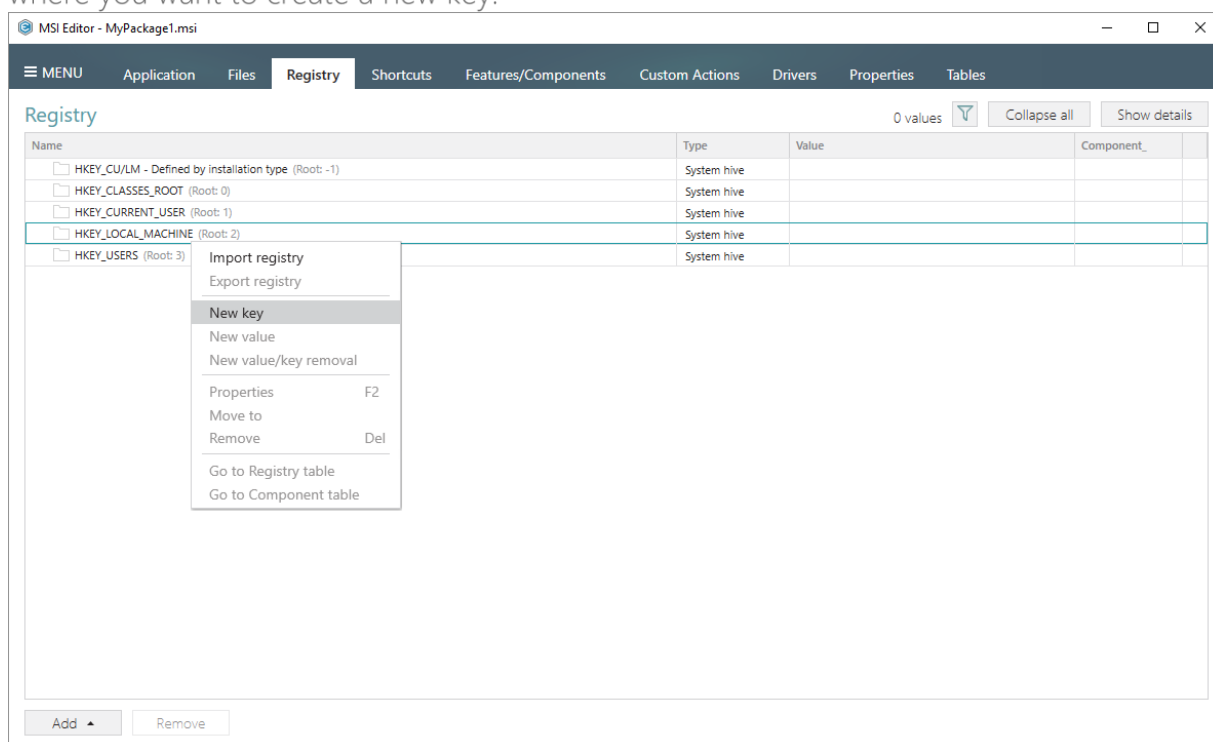 where you want to create a new key.
MSI Editor - MyPackage1.msi
MENU Application Files Registry Shortcuts Features/Components Custom Actions Drivers Properties Tables
Registry 0 values Collapse all Show details
Name Type Value Component_
HKEY_CU/LM - Defined by installation type (Root: -1) System hive
HKEY_CLASSES_ROOT (Root: 0) System hive
HKEY_CURRENT_USER (Root: 1) System hive
HKEY_LOCAL_MACHINE (Root: 2) System hive
HKEY_USERS (Root: 3) System hive
Import registry
Export registry
New key
New value
New value/key removal
Properties F2
Move to
Remove Del
Go to Registry table
Go to Component table
Add Remove